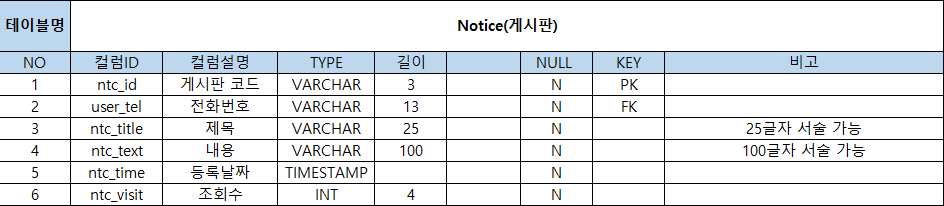 테이블명 Notice(게시판)
NO 컬럼ID 컬럼설명 TYPE 길이 NULL KEY 비고
1 ntc_id 게시판 코드 VARCHAR 3 N PK
2 user_tel 전화번호 VARCHAR 13 N FK
3 ntc_title 제목 VARCHAR 25 N 25글자 서술 가능
4 ntc_text 내용 VARCHAR 100 N 100글자 서술 가능
5 ntc_time 등록날짜 TIMESTAMP N
6 ntc_visit 조회수 INT 4 N